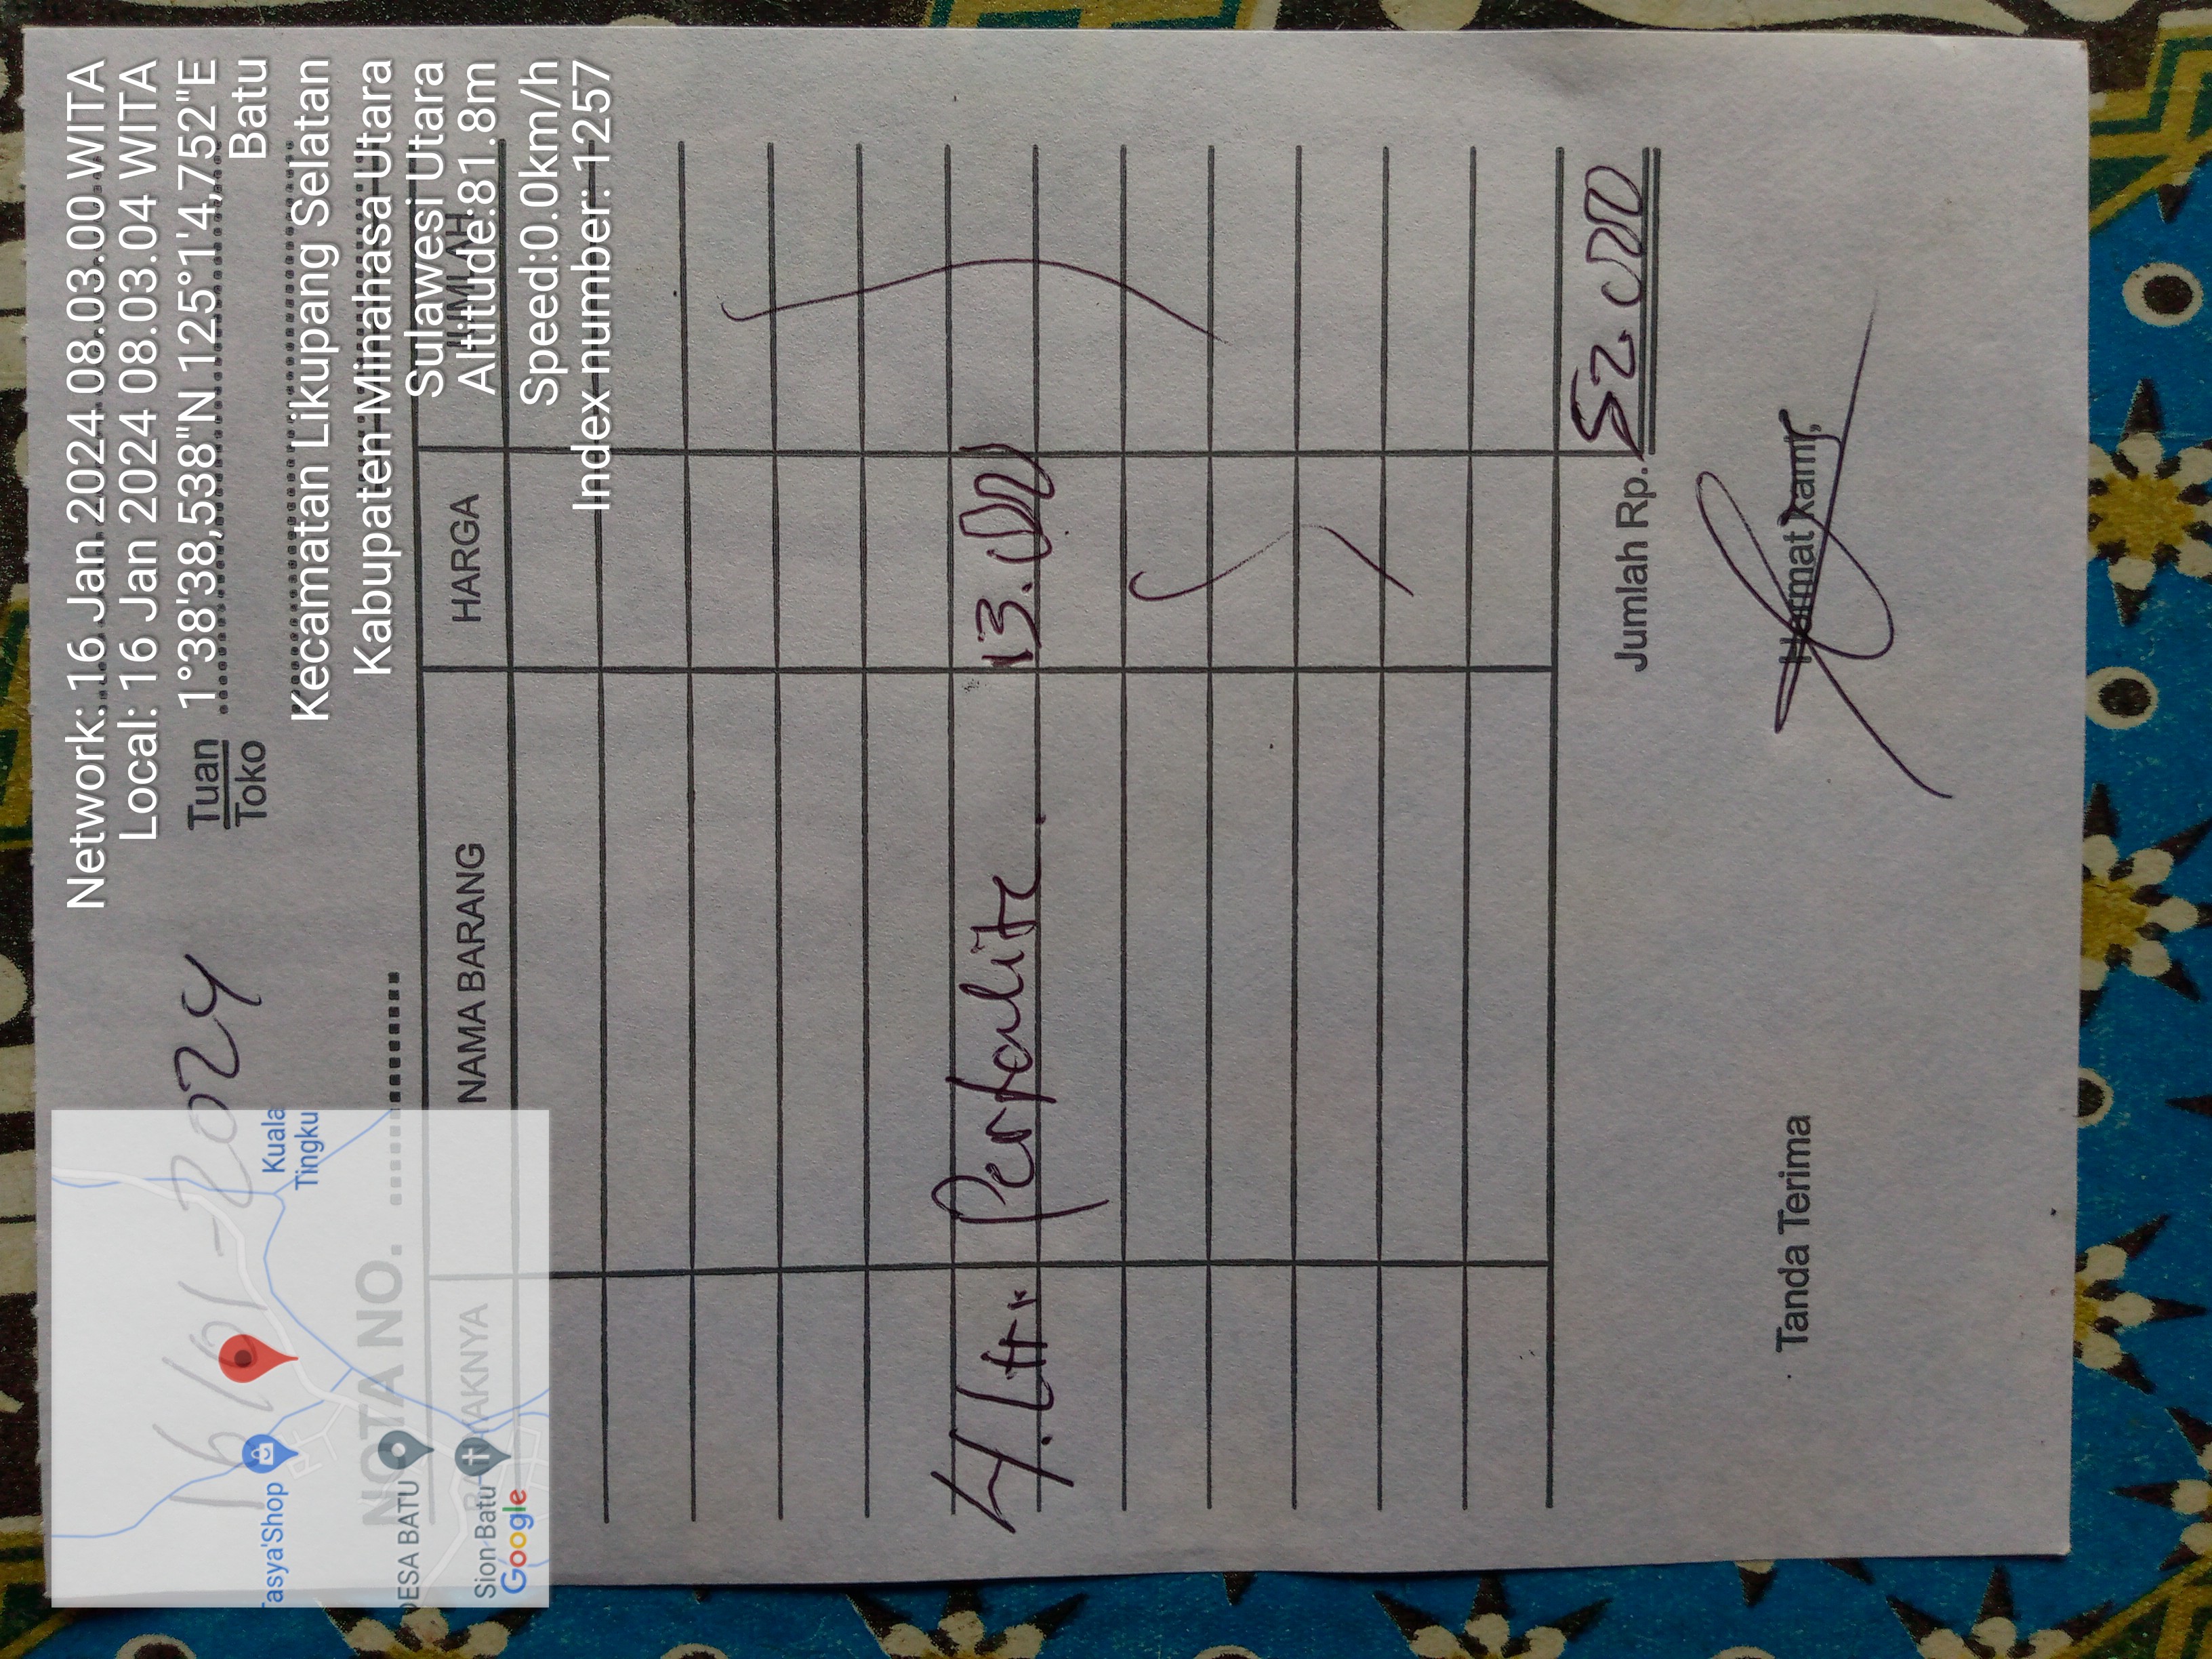 Network: 16 Jan 2024 08.03.00 WITA
Local: 16 Jan 2024 08.03.04 WITA
1°38'38,538"N 125°1'4,752"E
Batu
Kecamatan Likupang Selatan
Kabupaten Minahasa Utara
Sulawesi Utara
Altitude:81.8m
Speed:0.0km/h
Index number: 1257
16/01-2024
Tuan
Toko
NOTA NO.
BANYAKNYA NAMA BARANG HARGA JUMLAH
4. Ltr Pertalite. 13.000
Jumlah Rp. 52.000
Tanda Terima Hormat kami,
Tasya'Shop
Kuala
Tingku
DESA BATU
Sion Batu
Google